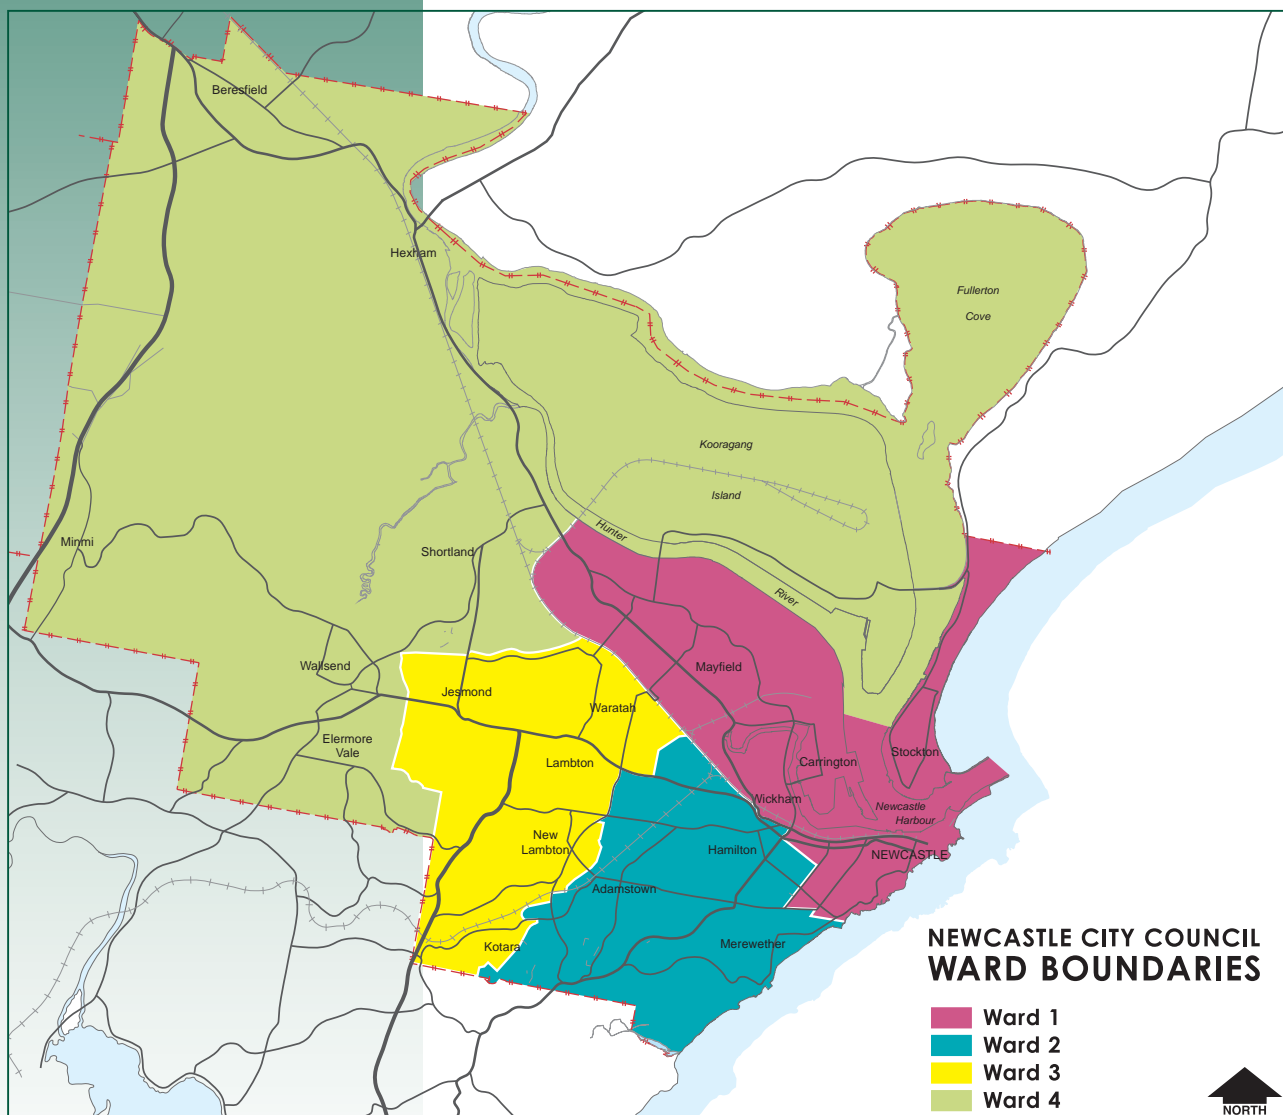 Beresfield
Hexham
Fullerton
Cove
Kooragang
Island
Hunter
River
Minmi
Shortland
Wallsend
Jesmond
Waratah
Mayfield
Elermore
Vale
Lambton
Carrington
Stockton
Wickham
Newcastle
Harbour
New
Lambton
Hamilton
NEWCASTLE
Adamstown
Kotara
Merewether
NEWCASTLE CITY COUNCIL
WARD BOUNDARIES
Ward 1
Ward 2
Ward 3
Ward 4
NORTH